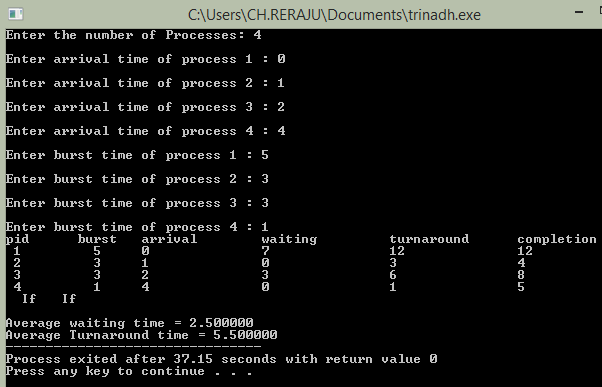 C:\Users\CH.RERAJU\Documents\trinadh.exe
Enter the number of Processes: 4
Enter arrival time of process 1 : 0
Enter arrival time of process 2 : 1
Enter arrival time of process 3 : 2
Enter arrival time of process 4 : 4
Enter burst time of process 1 : 5
Enter burst time of process 2 : 3
Enter burst time of process 3 : 3
Enter burst time of process 4 : 1
pid burst arrival waiting turnaround completion
1 5 0 7 12 12
2 3 1 0 3 4
3 3 2 3 6 8
4 1 4 0 1 5
If If
Average waiting time = 2.500000
Average Turnaround time = 5.500000
--------------------------------
Process exited after 37.15 seconds with return value 0
Press any key to continue . . .